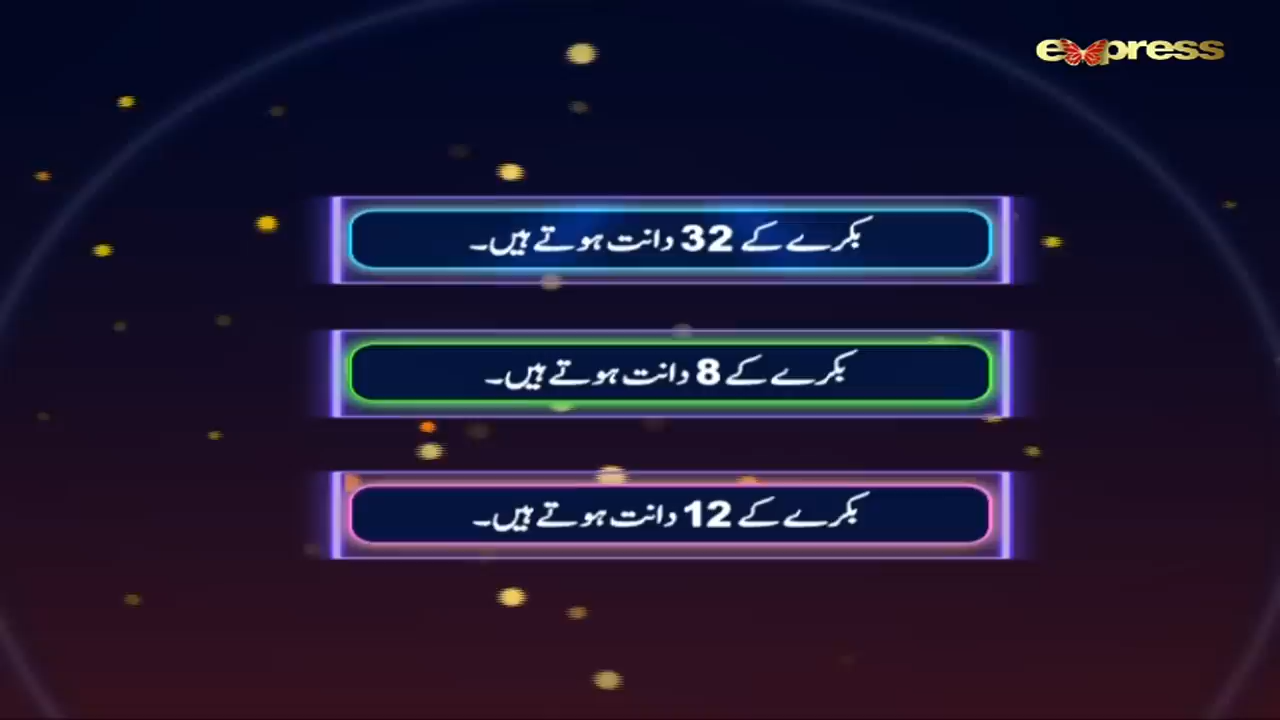 express
بکرے کے 32 دانت ہوتے ہیں۔
بکرے کے 8 دانت ہوتے ہیں۔
بکرے کے 12 دانت ہوتے ہیں۔